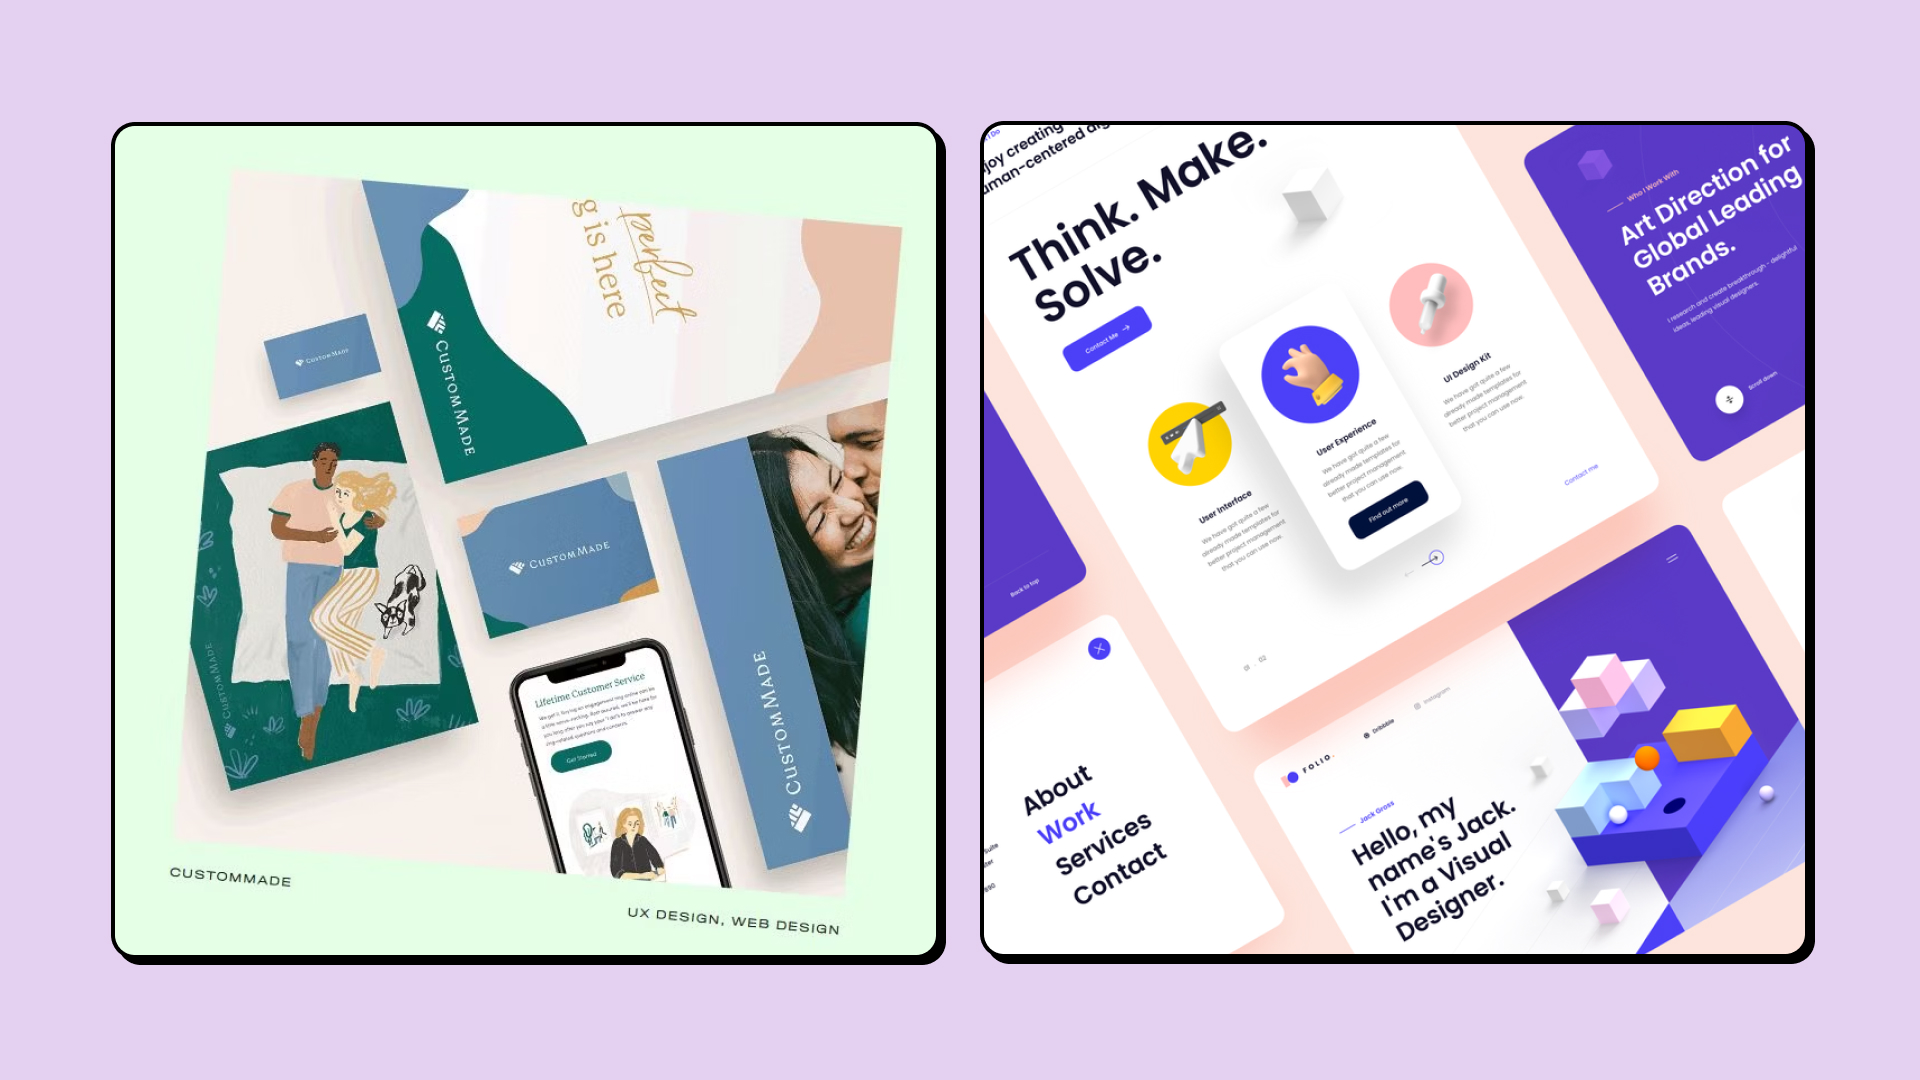 perfect
g is here
CUSTOMMADE
CUSTOMMADE
CUSTOMMADE
CUSTOMMADE
CUSTOMMADE
Lifetime Customer Service
Get Started
CUSTOMMADE
UX DESIGN, WEB DESIGN
joy creating
uman-centered dig
Think. Make.
Solve.
Contact Me
User Interface
We have got quite a few
already made templates for
better project management
that you can use now.
User Experience
We have got quite a few
already made templates for
better project management
that you can use now.
Find out more
UI Design Kit
We have got quite a few
already made templates for
better project management
that you can use now.
Contact me
01 · 02
Who I Work With
Art Direction for
Global Leading
Brands.
I research and create breakthrough - delightful
ideas, leading visual designers.
Scroll down
Back to top
About
Work
Services
Contact
FOLIO.
Dribbble
Instagram
Jack Grass
Hello, my
name's Jack.
I'm a Visual
Designer.